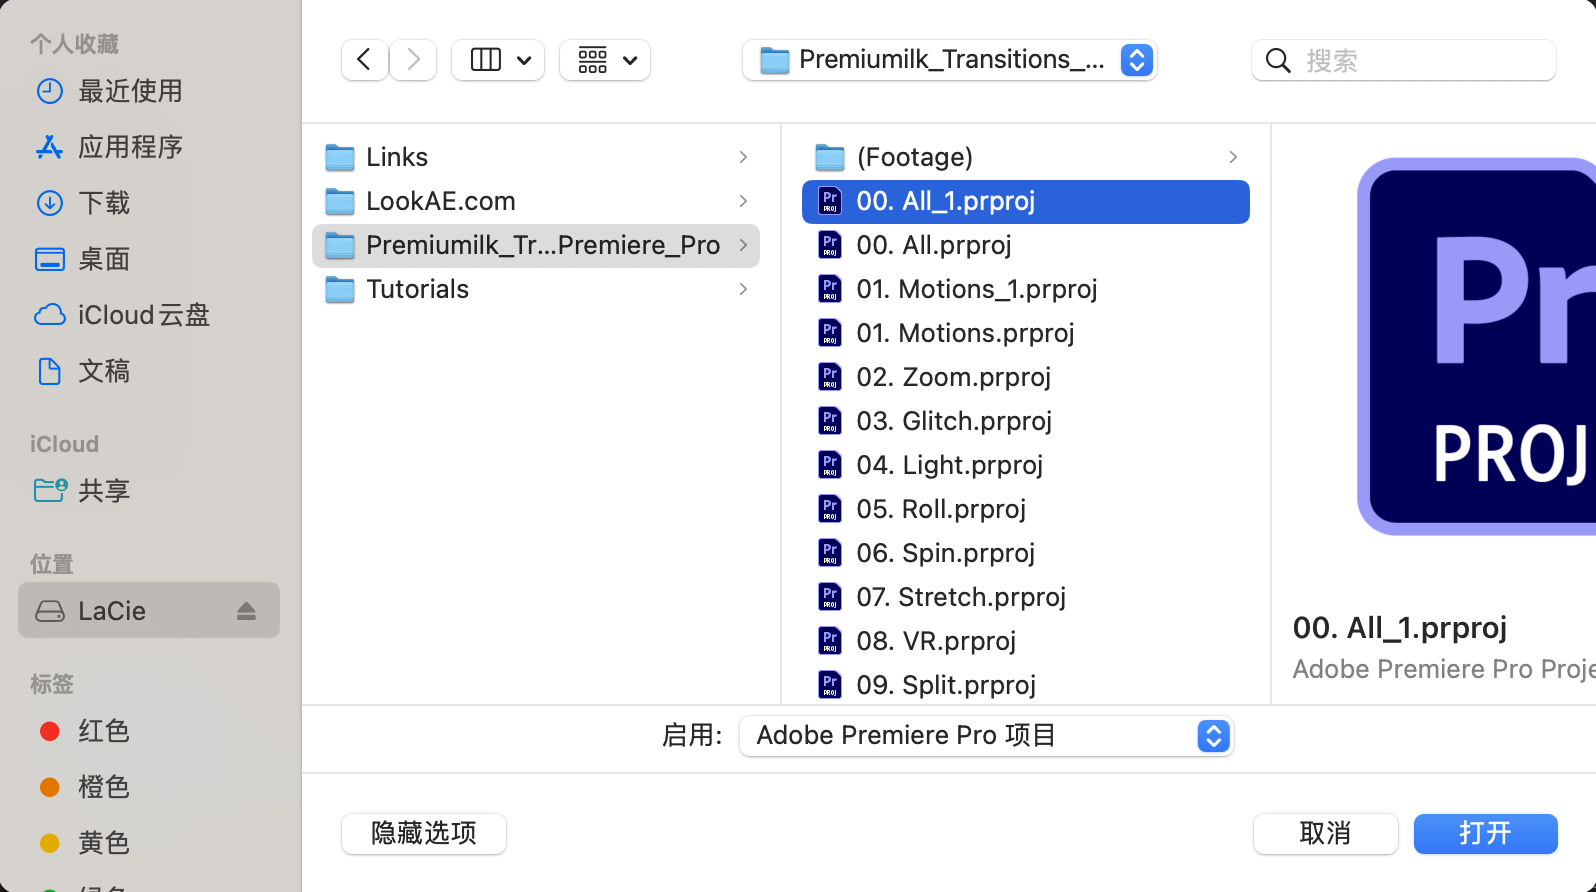 个人收藏
最近使用
应用程序
下载
桌面
iCloud云盘
文稿
iCloud
共享
位置
LaCie
标签
红色
橙色
黄色
Premiumilk_Transitions_...
搜索
Links
LookAE.com
Premiumilk_Tr...Premiere_Pro
Tutorials
(Footage)
00. All_1.prproj
00. All.prproj
01. Motions_1.prproj
01. Motions.prproj
02. Zoom.prproj
03. Glitch.prproj
04. Light.prproj
05. Roll.prproj
06. Spin.prproj
07. Stretch.prproj
08. VR.prproj
09. Split.prproj
Pr
PROJ
00. All_1.prproj
Adobe Premiere Pro Proje
启用:
Adobe Premiere Pro 项目
隐藏选项
取消
打开